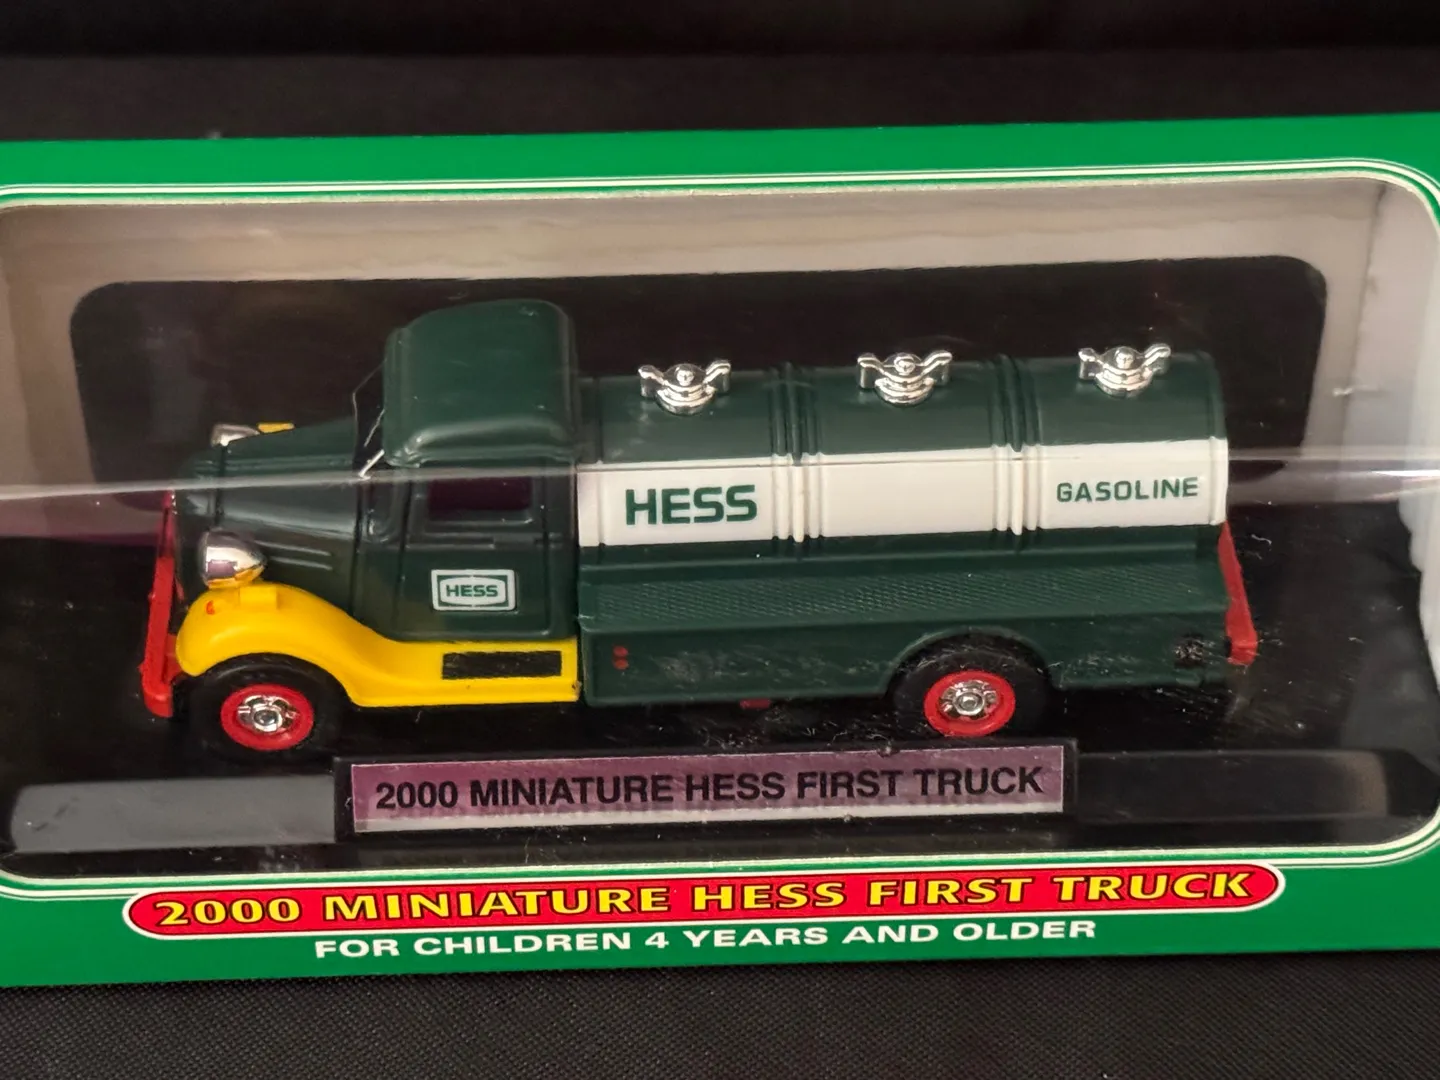 HESS
GASOLINE
HESS
2000 MINIATURE HESS FIRST TRUCK
2000 MINIATURE HESS FIRST TRUCK
FOR CHILDREN 4 YEARS AND OLDER